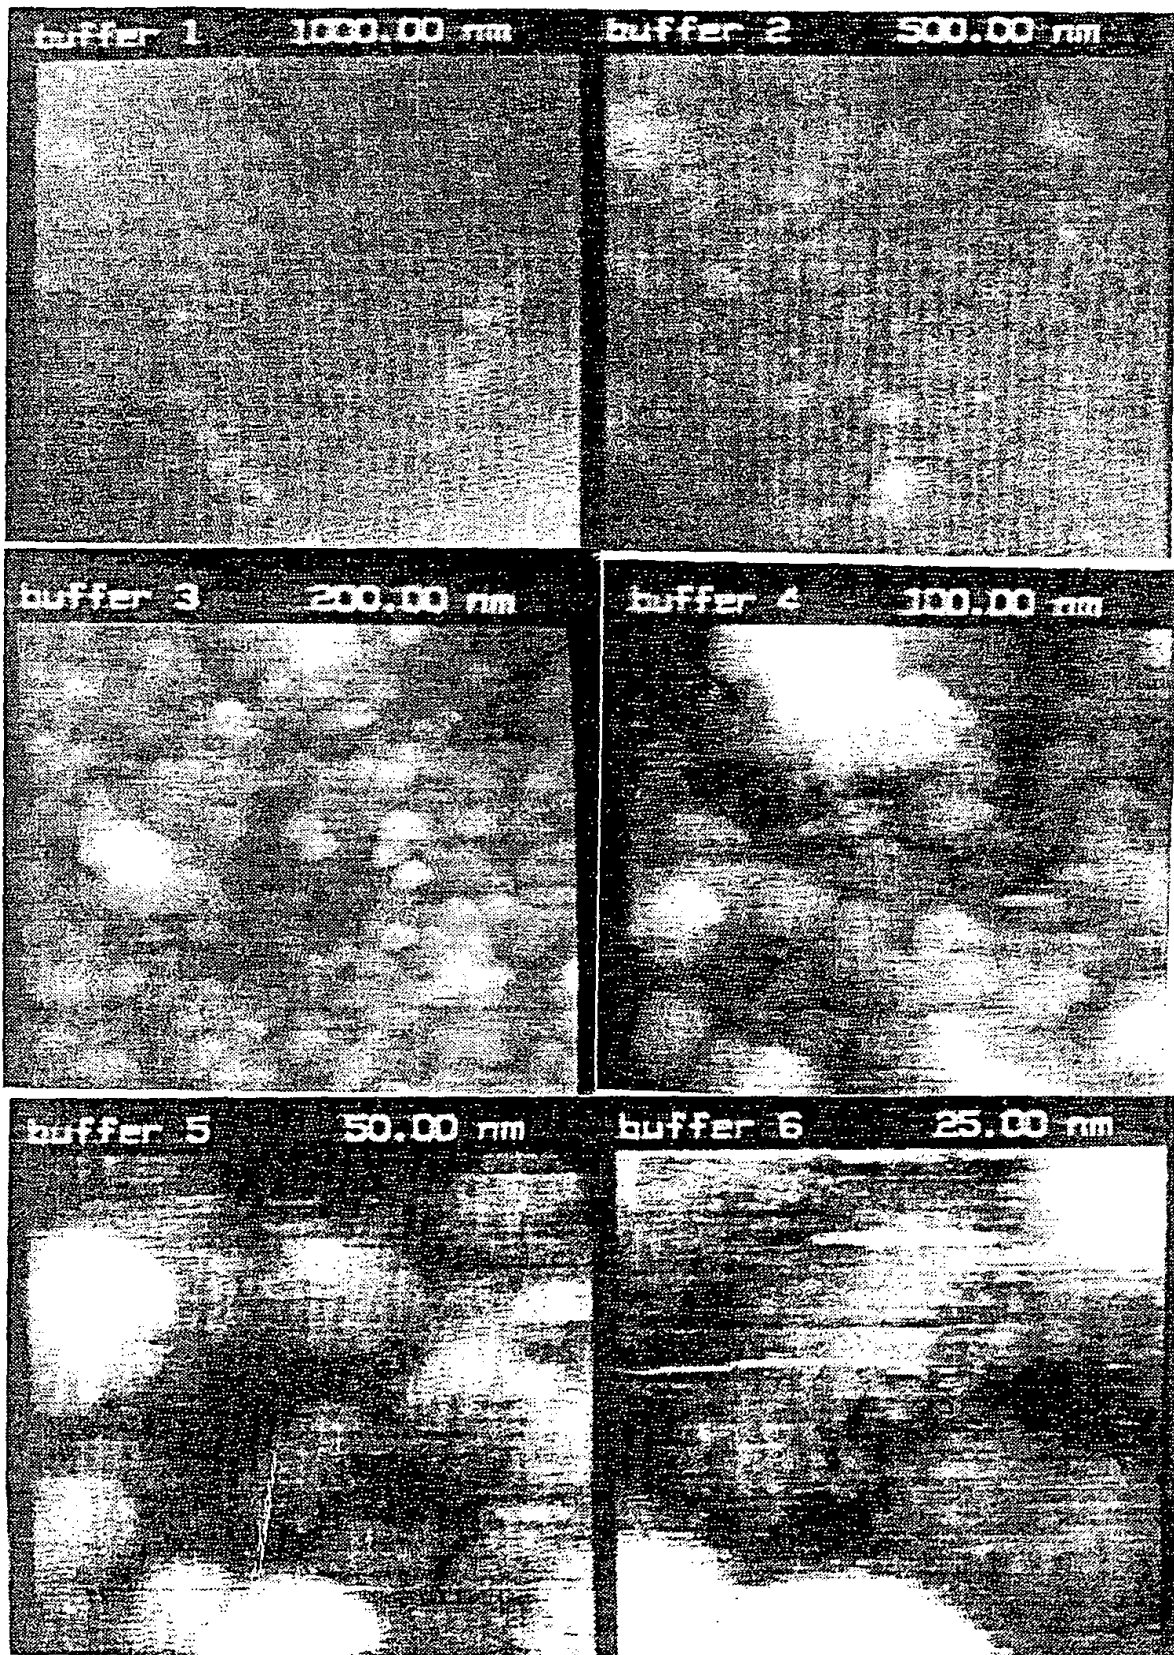 buffer 1 1000.00 nm
buffer 2 500.00 nm
buffer 3 200.00 nm
buffer 4 100.00 nm
buffer 5 50.00 nm
buffer 6 25.00 nm